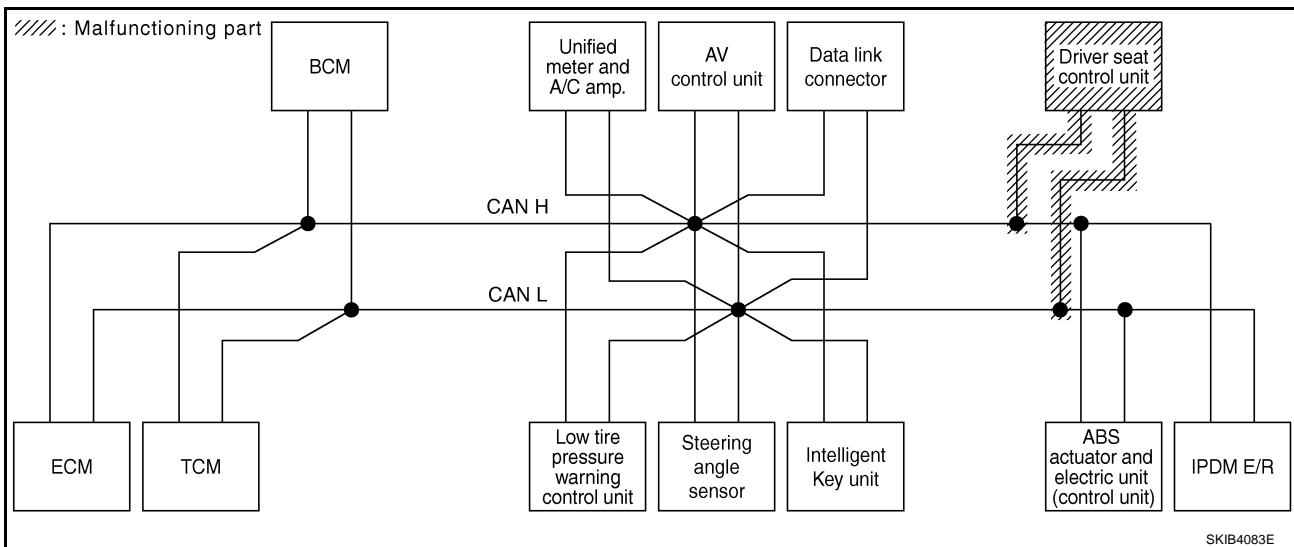 : Malfunctioning part
BCM
Unified
meter and
A/C amp.
AV
control unit
Data link
connector
Driver seat
control unit
CAN H
CAN L
ECM
TCM
Low tire
pressure
warning
control unit
Steering
angle
sensor
Intelligent
Key unit
ABS
actuator and
electric unit
(control unit)
IPDM E/R
SKIB4083E